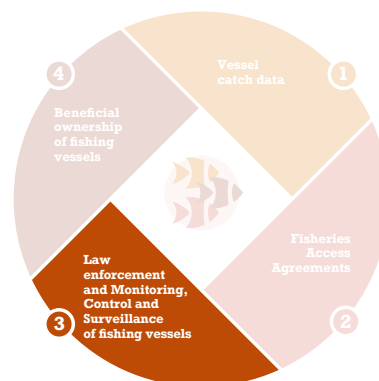 1
Vessel
catch data
2
Fisheries
Access
Agreements
3
Law
enforcement
and Monitoring,
Control and
Surveillance
of fishing vessels
4
Beneficial
ownership
of fishing
vessels